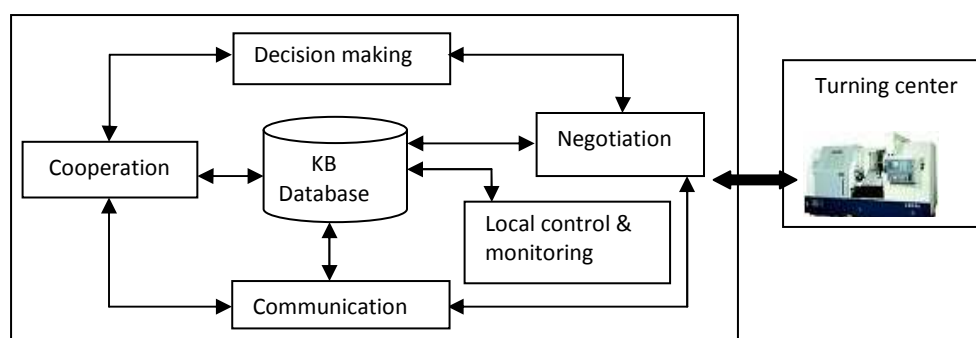 Decision making
Turning center
Negotiation
Cooperation
KB
Database
Local control &
monitoring
Communication